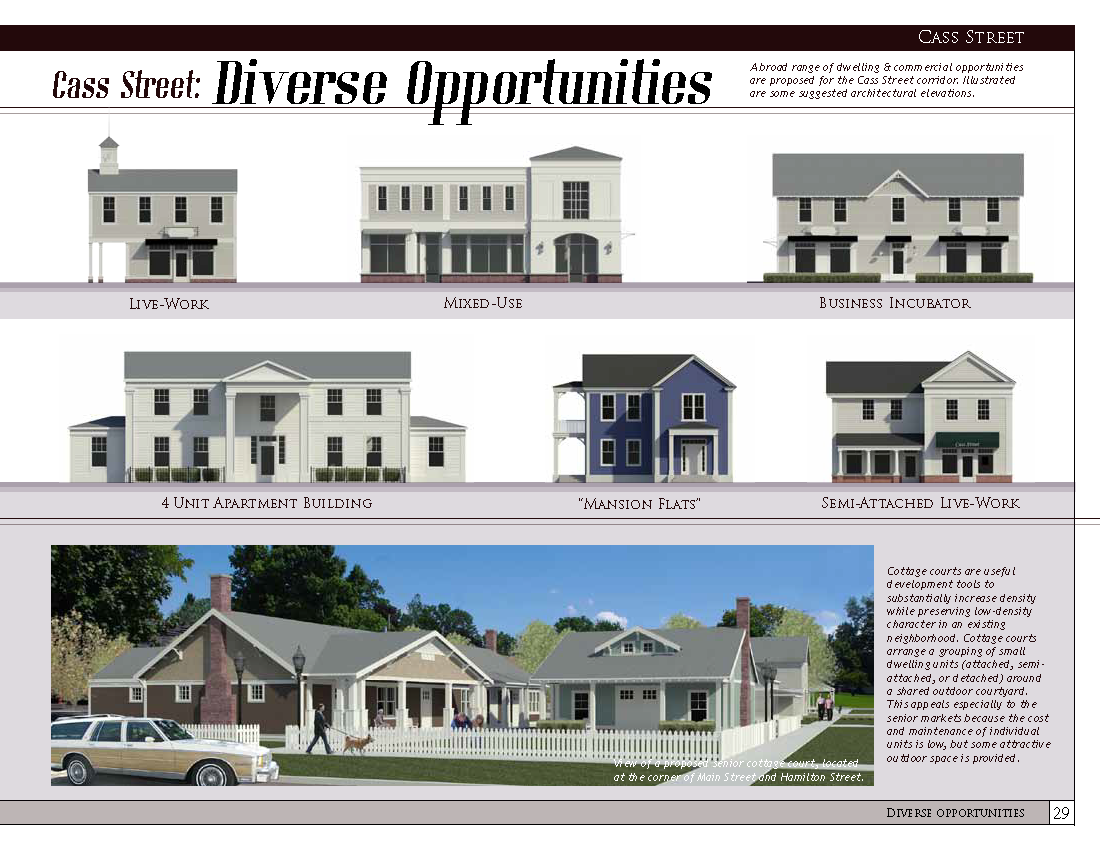 CASS STREET
Cass Street: Diverse Opportunities
Abroad range of dwelling & commercial opportunities
are proposed for the Cass Street corridor. Illustrated
are some suggested architectural elevations.
LIVE-WORK
MIXED-USE
BUSINESS INCUBATOR
Cass Street
4 UNIT APARTMENT BUILDING
"MANSION FLATS"
SEMI-ATTACHED LIVE-WORK
Cottage courts are useful
development tools to
substantially increase density
while preserving low-density
character in an existing
neighborhood. Cottage courts
arrange a grouping of small
dwelling units (attached, semi-
attached, or detached) around
a shared outdoor courtyard.
This appeals especially to the
senior markets because the cost
and maintenance of individual
units is low, but some attractive
outdoor space is provided.
View of a proposed senior cottage court, located
at the corner of Main Street and Hamilton Street.
DIVERSE OPPORTUNITIES
29